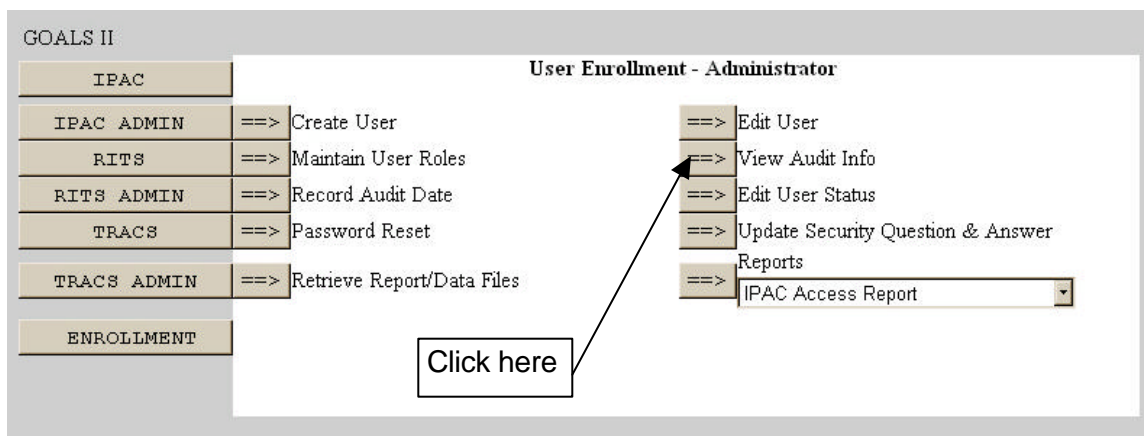 GOALS II
IPAC
User Enrollment - Administrator
IPAC ADMIN ==> Create User ==> Edit User
RITS ==> Maintain User Roles ==> View Audit Info
RITS ADMIN ==> Record Audit Date ==> Edit User Status
TRACS ==> Password Reset ==> Update Security Question & Answer
Reports
TRACS ADMIN ==> Retrieve Report/Data Files ==> IPAC Access Report
ENROLLMENT
Click here